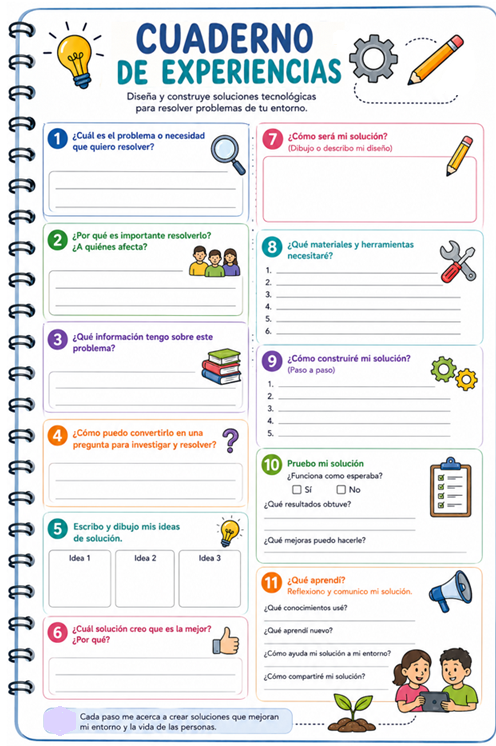 CUADERNO
DE EXPERIENCIAS
Diseña y construye soluciones tecnológicas
para resolver problemas de tu entorno.
1 ¿Cuál es el problema o necesidad
que quiero resolver?
2 ¿Por qué es importante resolverlo?
¿A quiénes afecta?
3 ¿Qué información tengo sobre este
problema?
4 ¿Cómo puedo convertirlo en una
pregunta para investigar y resolver?
?
5 Escribo y dibujo mis ideas
de solución.
Idea 1 Idea 2 Idea 3
6 ¿Cuál solución creo que es la mejor?
¿Por qué?
7 ¿Cómo será mi solución?
(Dibujo o describo mi diseño)
8 ¿Qué materiales y herramientas
necesitaré?
1.
2.
3.
4.
5.
6.
9 ¿Cómo construiré mi solución?
(Paso a paso)
1.
2.
3.
4.
5.
10 Pruebo mi solución
¿Funciona como esperaba?
Sí No
¿Qué resultados obtuve?
¿Qué mejoras puedo hacerle?
11 ¿Qué aprendí?
Reflexiono y comunico mi solución.
¿Qué conocimientos usé?
¿Qué aprendí nuevo?
¿Cómo ayuda mi solución a mi entorno?
¿Cómo compartiré mi solución?
Cada paso me acerca a crear soluciones que mejoran
mi entorno y la vida de las personas.